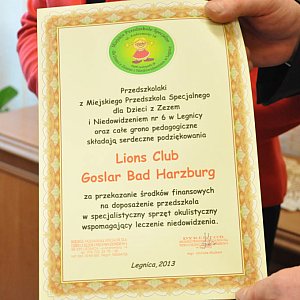 Przedszkolaki
z Miejskiego Przedszkola Specjalnego
dla Dzieci z Zezem
i Niedowidzeniem nr 6 w Legnicy
oraz całe grono pedagogiczne
składają serdeczne podziękowania
Lions Club
Goslar Bad Harzburg
za przekazanie środków finansowych
na doposażenie przedszkola
w specjalistyczny sprzęt okulistyczny
wspomagający leczenie niedowidzenia.
Legnica, 2013